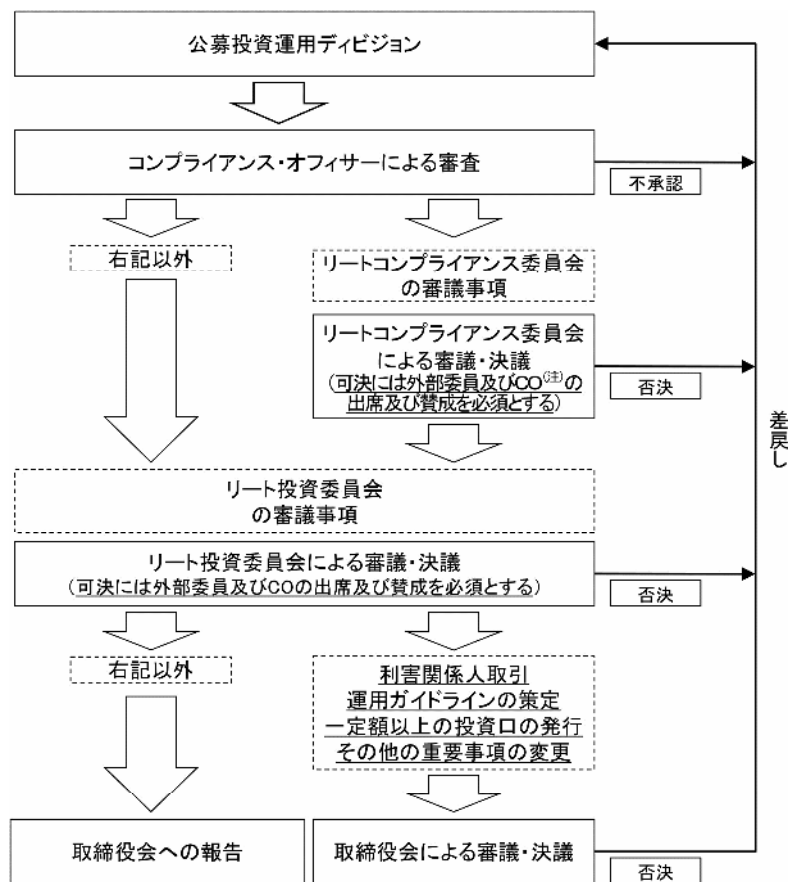 公募投資運用ディビジョン
コンプライアンス・オフィサーによる審査
不承認
右記以外
リートコンプライアンス委員会
の審議事項
リートコンプライアンス委員会
による審議・決議
(可決には外部委員及びCO(注)の
出席及び賛成を必須とする)
否決
差戻し
リート投資委員会
の審議事項
リート投資委員会による審議・決議
(可決には外部委員及びCOの出席及び賛成を必須とする)
否決
右記以外
利害関係人取引
運用ガイドラインの策定
一定額以上の投資口の発行
その他の重要事項の変更
取締役会への報告
取締役会による審議・決議
否決